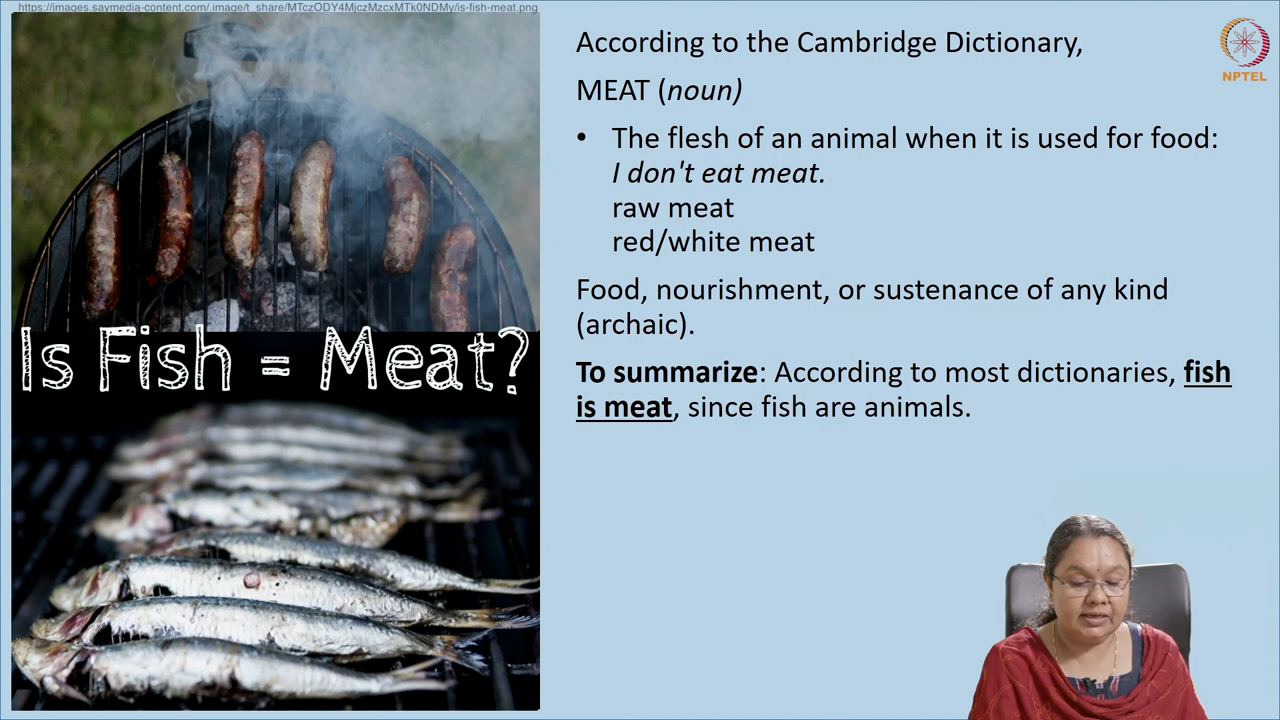 https://images.saymedia-content.com/.image/t_share/MTczODY4MjczMzcxMTk0NDMy/is-fish-meat.png
Is Fish = Meat?
According to the Cambridge Dictionary,
MEAT (noun)
• The flesh of an animal when it is used for food:
I don't eat meat.
raw meat
red/white meat
Food, nourishment, or sustenance of any kind
(archaic).
To summarize: According to most dictionaries, fish
is meat, since fish are animals.
NPTEL